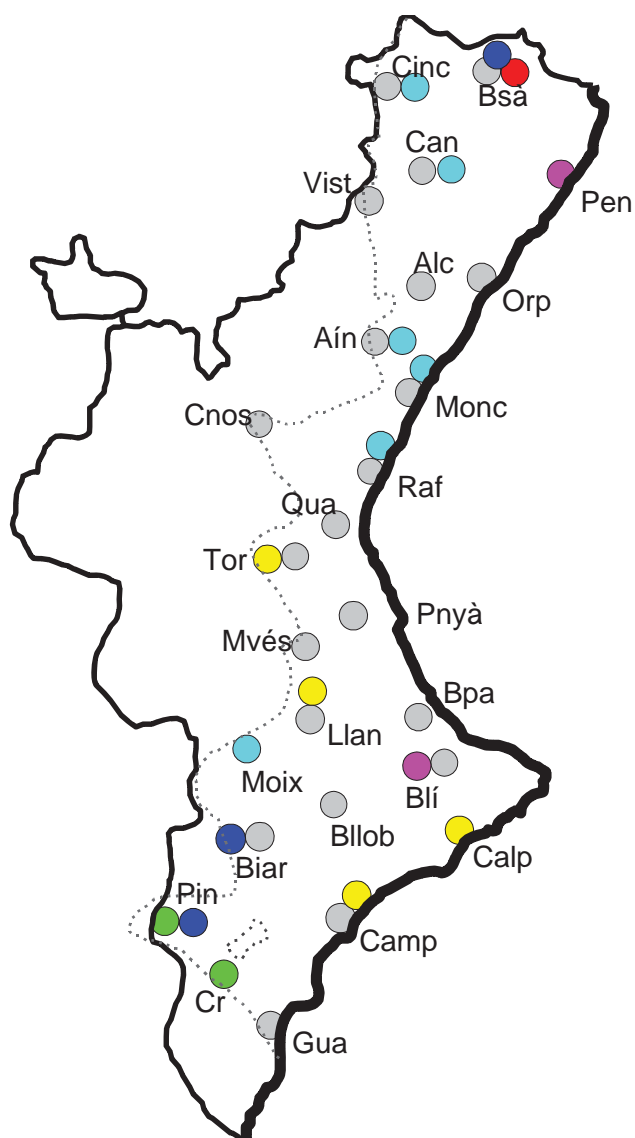 Cinc
Bsà
Can
Vist
Pen
Alc
Orp
Aín
Monc
Cnos
Raf
Qua
Tor
Pnyà
Mvés
Bpa
Llan
Moix
Blí
Bllob
Calp
Biar
Pin
Camp
Cr
Gua